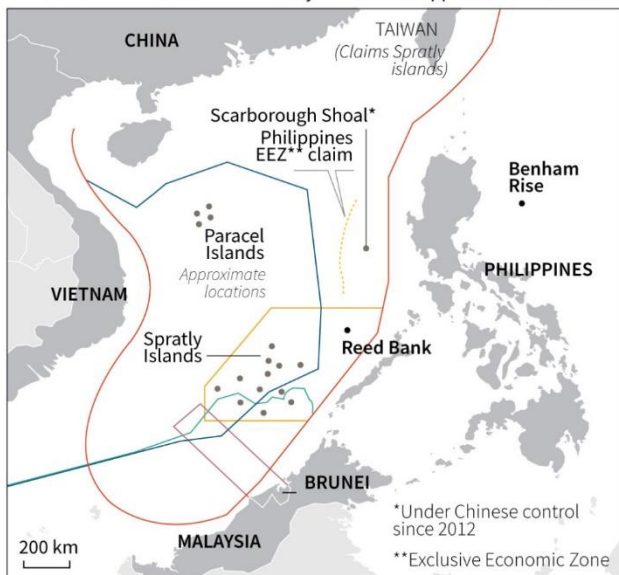 CHINA
TAIWAN
(Claims Spratly
islands)
Scarborough Shoal*
Philippines
EEZ** claim
Benham
Rise
Paracel
Islands
Approximate
locations
VIETNAM
PHILIPPINES
Spratly
Islands
Reed Bank
BRUNEI
MALAYSIA
200 km
*Under Chinese control
since 2012
**Exclusive Economic Zone